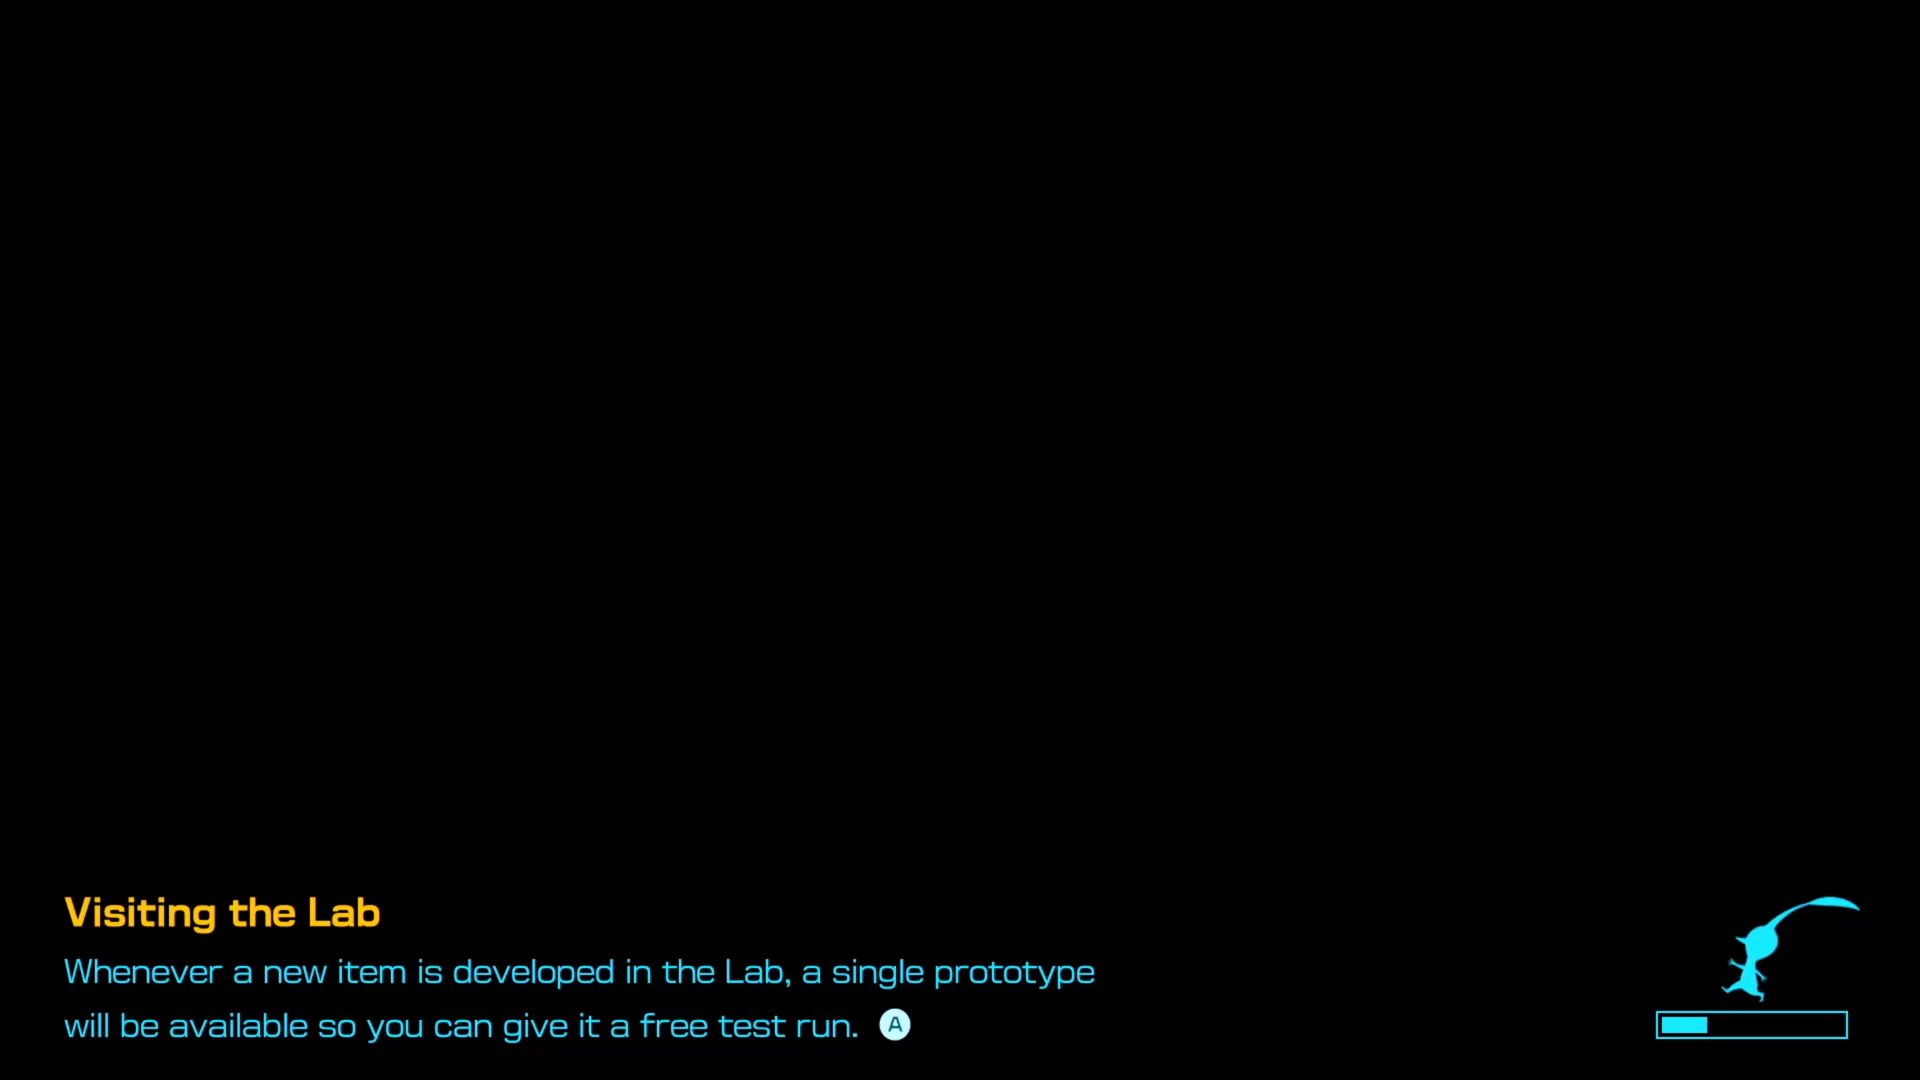 Visiting the Lab
Whenever a new item is developed in the Lab, a single prototype
will be available so you can give it a free test run. A